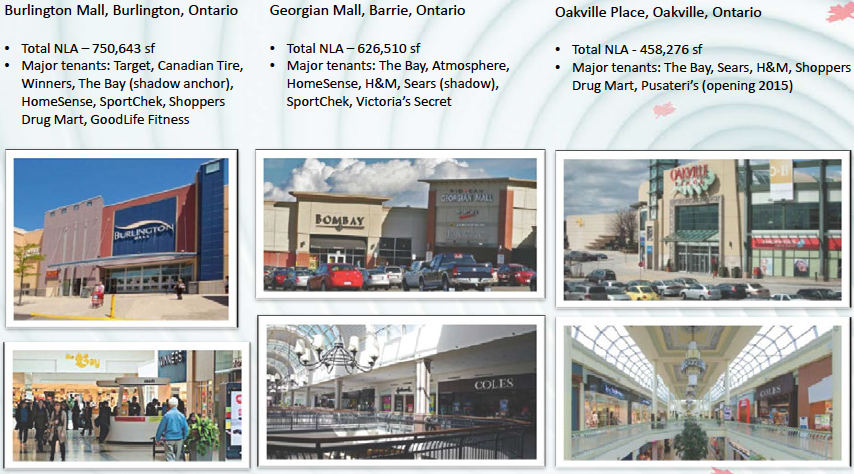 Burlington Mall, Burlington, Ontario
• Total NLA – 750,643 sf
• Major tenants: Target, Canadian Tire,
Winners, The Bay (shadow anchor),
HomeSense, SportChek, Shoppers
Drug Mart, GoodLife Fitness
Georgian Mall, Barrie, Ontario
• Total NLA – 626,510 sf
• Major tenants: The Bay, Atmosphere,
HomeSense, H&M, Sears (shadow),
SportChek, Victoria's Secret
Oakville Place, Oakville, Ontario
• Total NLA - 458,276 sf
• Major tenants: The Bay, Sears, H&M, Shoppers
Drug Mart, Pusateri's (opening 2015)
BURLINGTON
MALL
BOMBAY
GEORGIAN MALL
OAKVILLE
the Bay
COLES
COLES